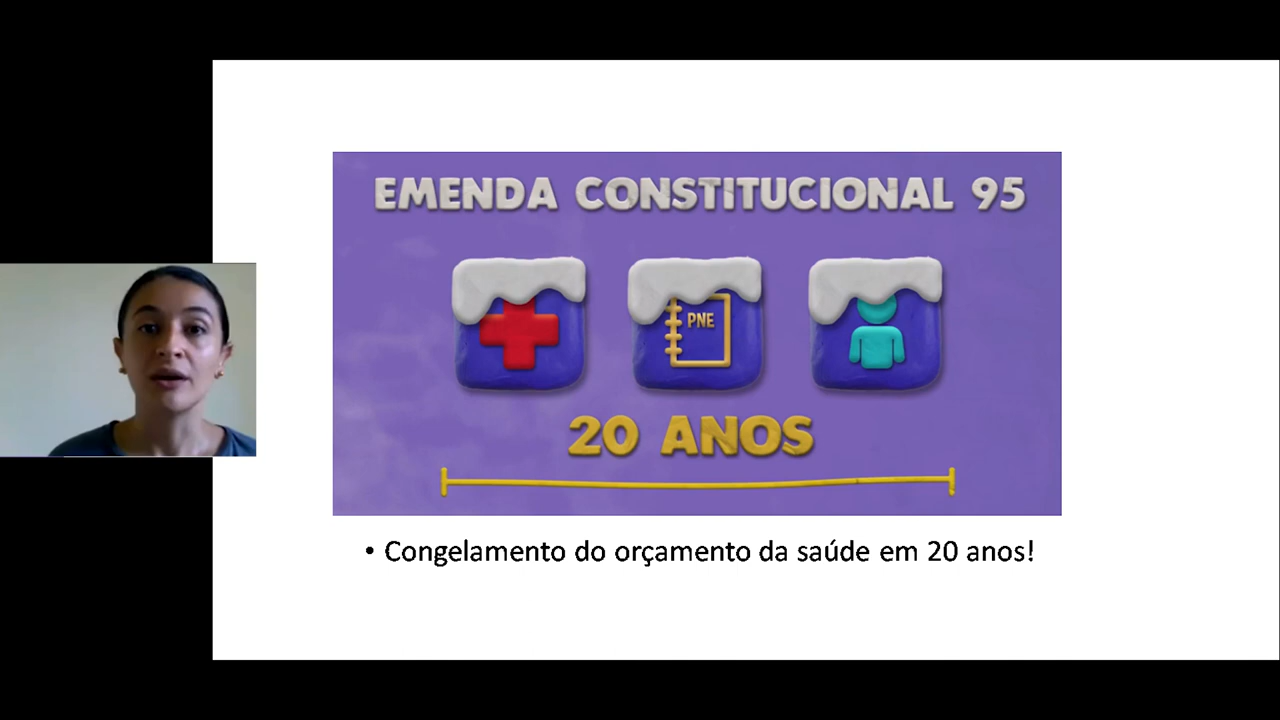 EMENDA CONSTITUCIONAL 95
PNE
20 ANOS
• Congelamento do orçamento da saúde em 20 anos!